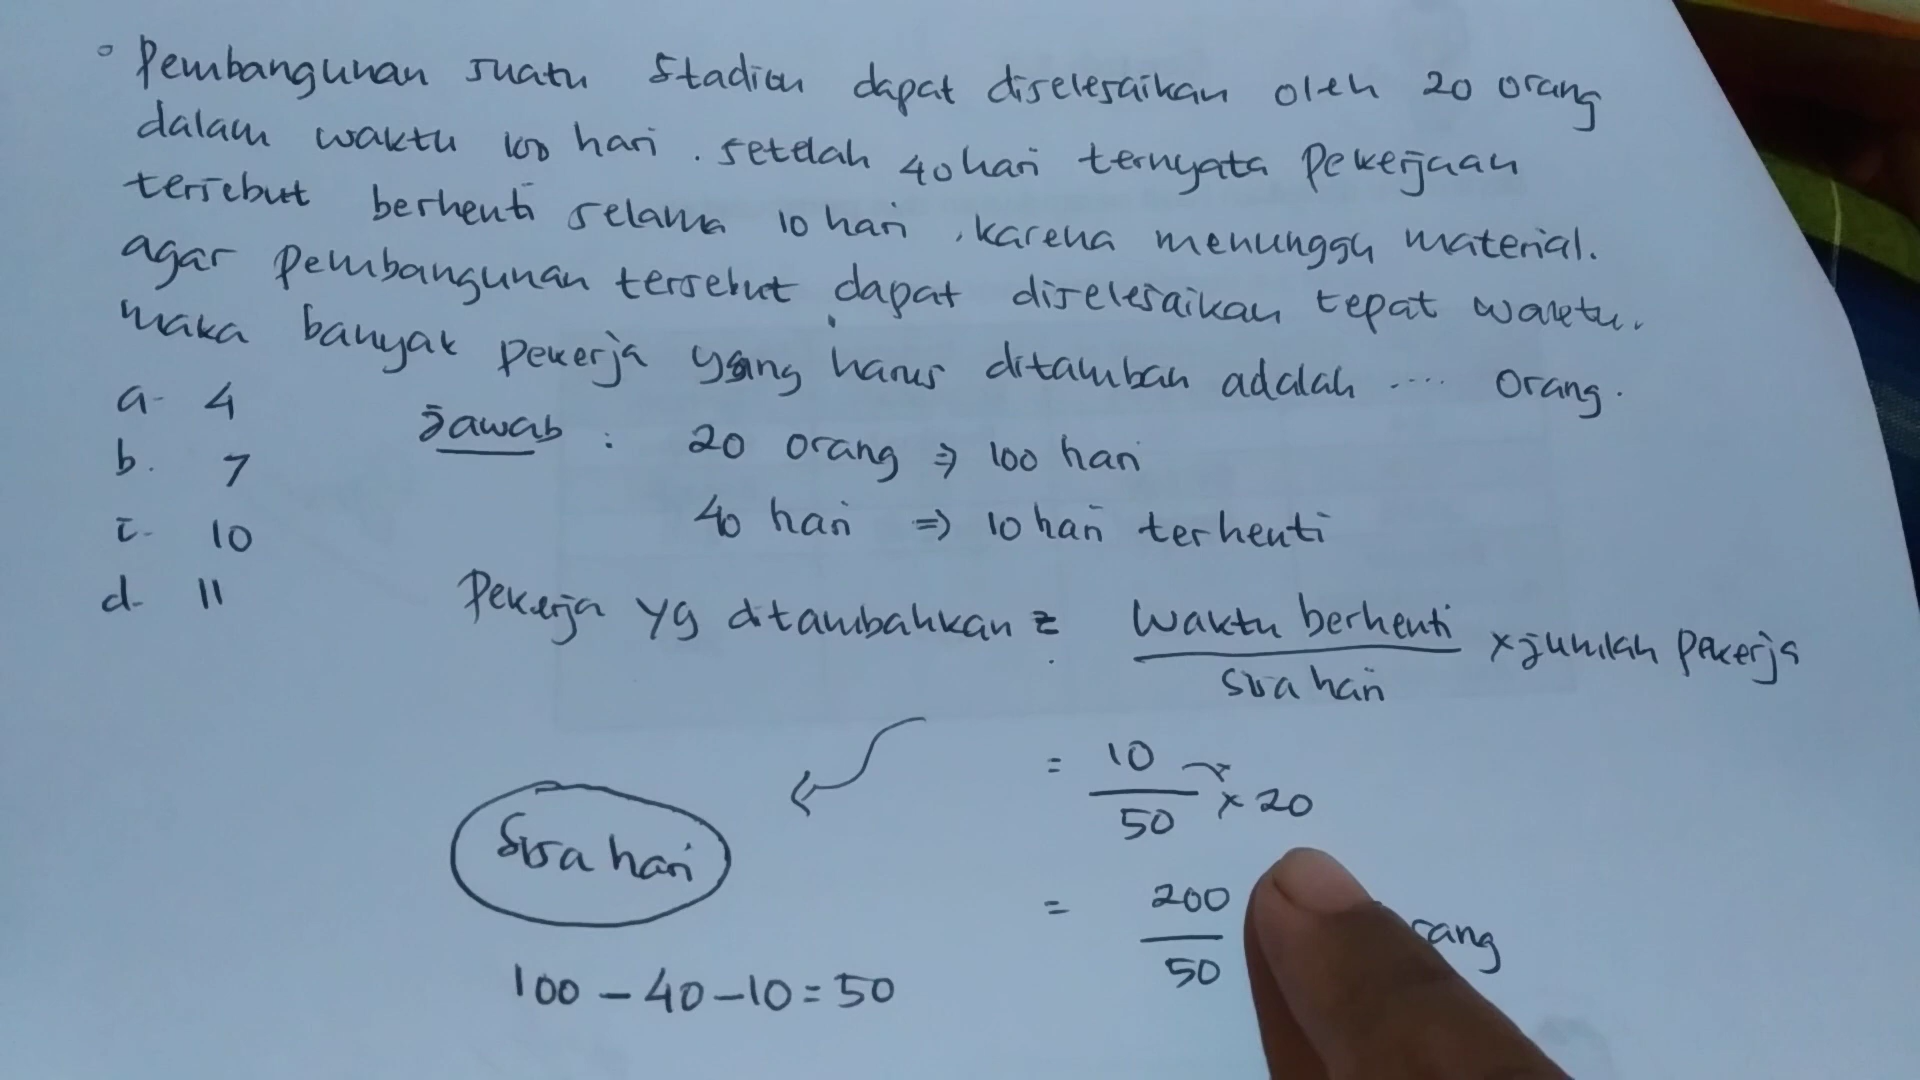 Pembangunan suatu Stadion dapat diselesaikan oleh 20 orang
dalam waktu 100 hari. setelah 40 hari ternyata Pekerjaan
tersebut berhenti selama 10 hari, karena menunggu material.
agar Pembangunan tersebut dapat diselesaikan tepat waktu.
maka banyak Pekerja yang harus ditambah adalah .... Orang.
a. 4
b. 7
c. 10
d. 11
Jawab : 20 orang ⇒ 100 hari
40 hari ⇒ 10 hari terhenti
Pekerja yg ditambahkan = Waktu berhenti / Sisa hari × jumlah Pekerja
= 10 / 50 × 20
= 200 / 50
Sisa hari
100 - 40 - 10 = 50